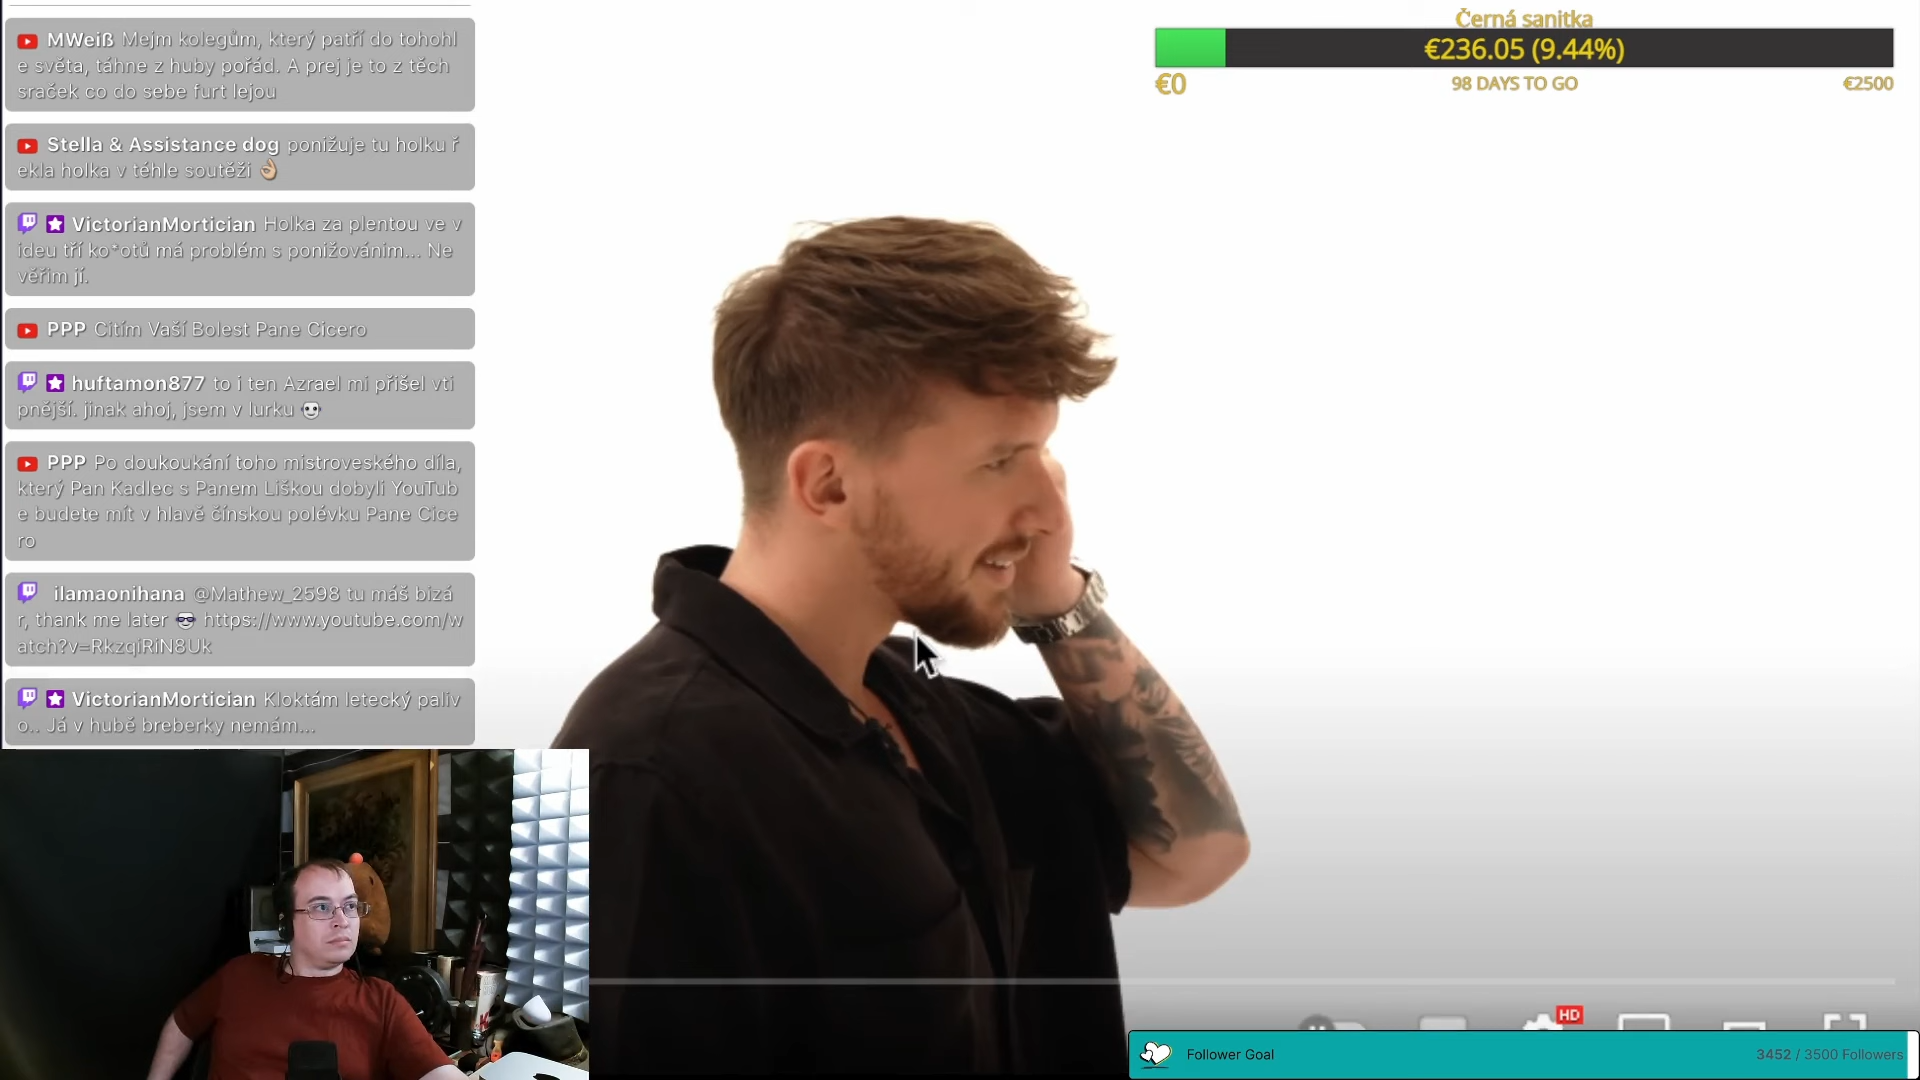 MWeiß Mejm kolegům, který patří do tohohl
e světa, táhne z huby pořád. A prej je to z těch
sraček co do sebe furt lejou
Stella & Assistance dog ponižuje tu holku ř
ekla holka v téhle soutěži 👌🏼
VictorianMortician Holka za plentou ve v
ideu tří ko*otů má problém s ponižováním... Ne
věřim jí.
PPP Cítím Vaší Bolest Pane Cicero
huftamon877 to i ten Azrael mi přišel vti
pnější. jinak ahoj, jsem v lurku
PPP Po doukoukání toho mistroveského díla,
který Pan Kadlec s Panem Liškou dobyli YouTub
e budete mít v hlavě čínskou polévku Pane Cice
ro
ilamaonihana @Mathew_2598 tu máš bizá
r, thank me later https://www.youtube.com/w
atch?v=RkzqiRiN8Uk
VictorianMortician Kloktám letecký paliv
o.. Já v hubě breberky nemám...
Černá sanitka
€236.05 (9.44%)
€0 98 DAYS TO GO €2500
HD
Follower Goal 3452 / 3500 Followers